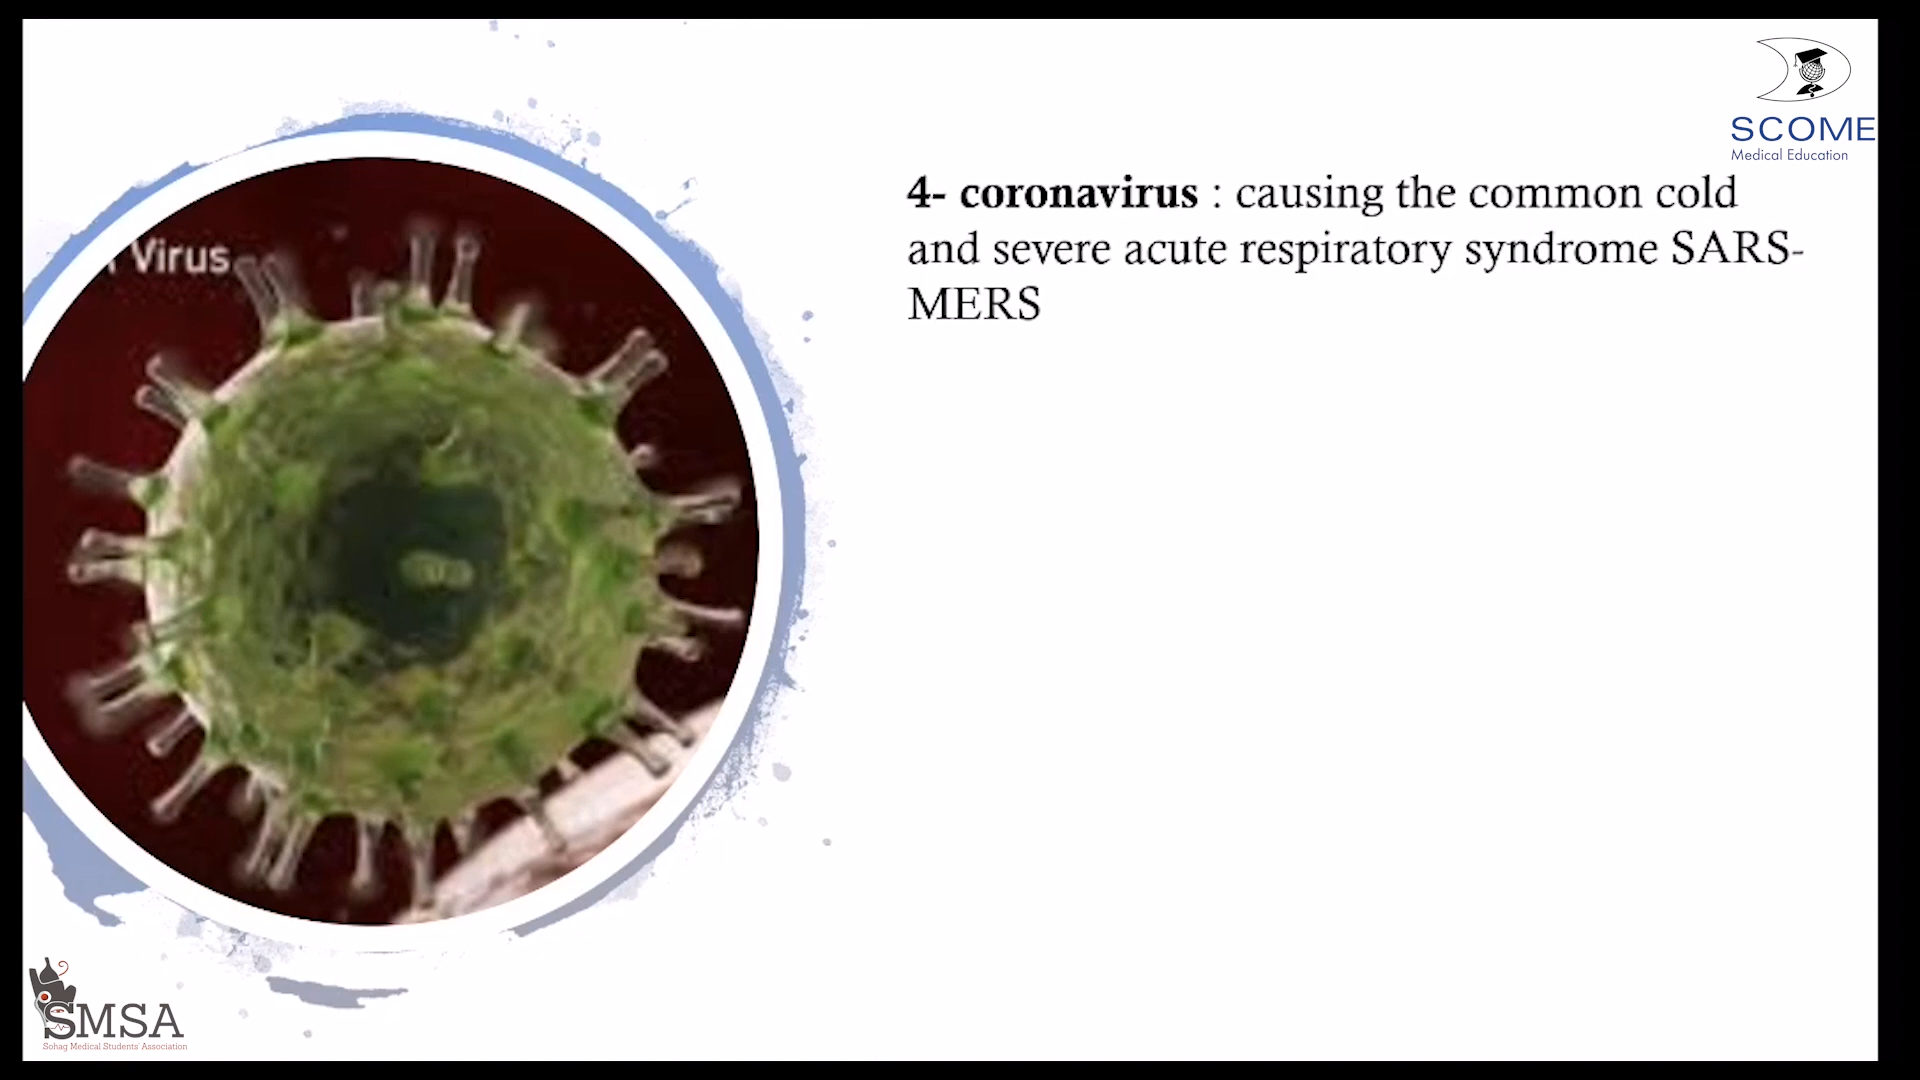 SCOME
Medical Education
4- coronavirus : causing the common cold
and severe acute respiratory syndrome SARS-
MERS
Virus
SMSA
Sohag Medical Students' Association